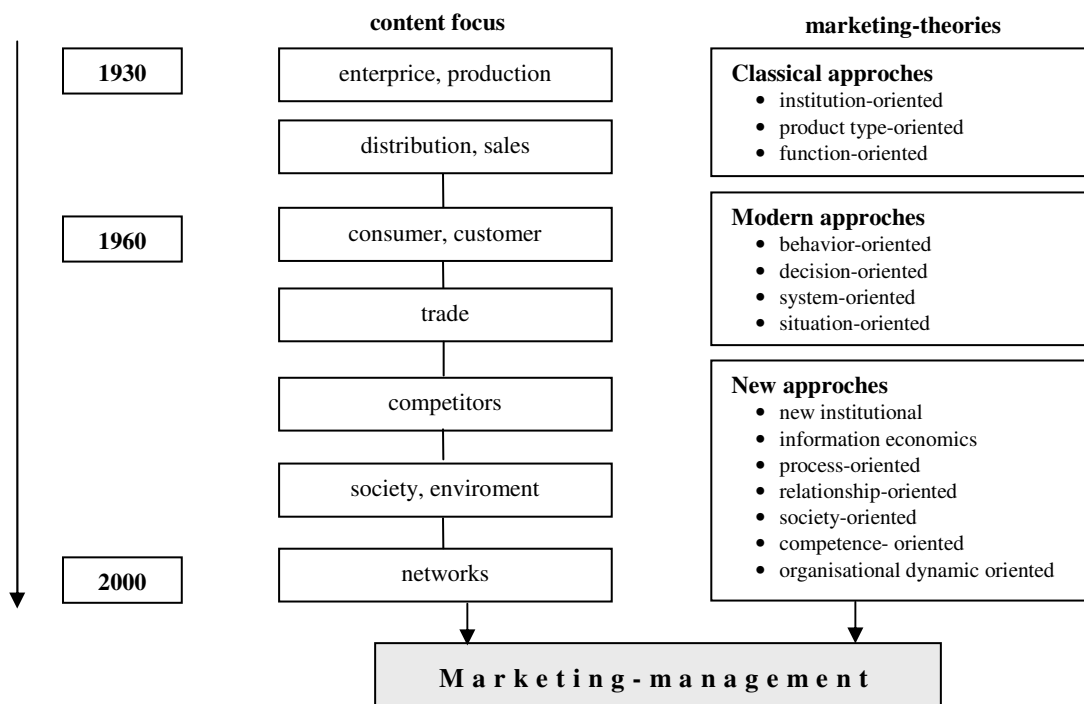 content focus
marketing-theories
1930
enterprice, production
distribution, sales
1960
consumer, customer
trade
competitors
society, enviroment
2000
networks
Classical approches
• institution-oriented
• product type-oriented
• function-oriented
Modern approches
• behavior-oriented
• decision-oriented
• system-oriented
• situation-oriented
New approches
• new institutional
• information economics
• process-oriented
• relationship-oriented
• society-oriented
• competence- oriented
• organisational dynamic oriented
Marketing-management